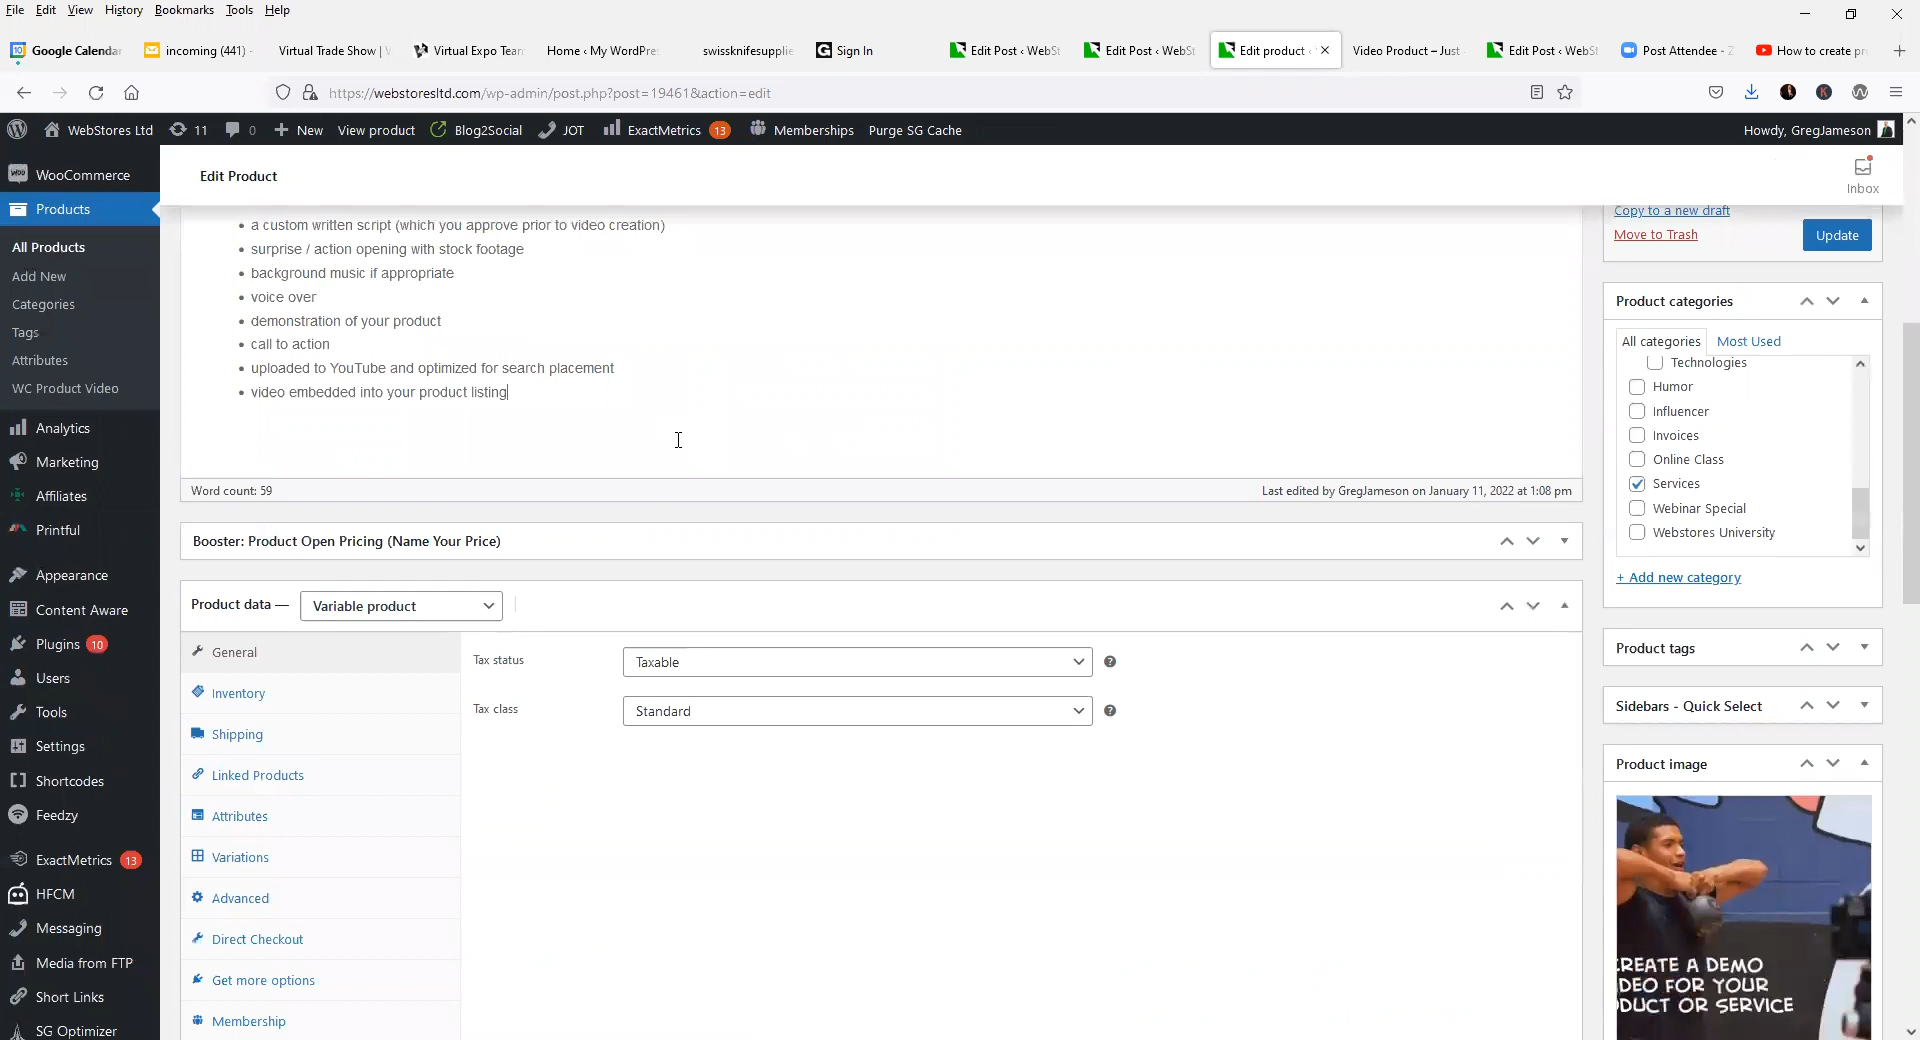 File Edit View History Bookmarks Tools Help
Google Calenda incoming (441) Virtual Trade Show | Virtual Expo Tear Home ‹ My WordPre swissknifesupplie Sign In Edit Post ‹ WebSt Edit Post ‹ WebSt Edit product ‹ Video Product – Just Edit Post ‹ WebSt Post Attendee - Z How to create pr
https://webstoresltd.com/wp-admin/post.php?post=19461&action=edit
WebStores Ltd 11 0 New View product Blog2Social JOT ExactMetrics 13 Memberships Purge SG Cache Howdy, GregJameson
WooCommerce
Products
All Products
Add New
Categories
Tags
Attributes
WC Product Video
Analytics
Marketing
Affiliates
Printful
Appearance
Content Aware
Plugins 10
Users
Tools
Settings
Shortcodes
Feedzy
ExactMetrics 13
HFCM
Messaging
Media from FTP
Short Links
SG Optimizer
Edit Product
Inbox
• a custom written script (which you approve prior to video creation)
• surprise / action opening with stock footage
• background music if appropriate
• voice over
• demonstration of your product
• call to action
• uploaded to YouTube and optimized for search placement
• video embedded into your product listing
Word count: 59 Last edited by GregJameson on January 11, 2022 at 1:08 pm
Booster: Product Open Pricing (Name Your Price)
Product data — Variable product
General
Inventory
Shipping
Linked Products
Attributes
Variations
Advanced
Direct Checkout
Get more options
Membership
Tax status Taxable
Tax class Standard
Copy to a new draft
Move to Trash Update
Product categories
All categories Most Used
Technologies
Humor
Influencer
Invoices
Online Class
Services
Webinar Special
Webstores University
+ Add new category
Product tags
Sidebars - Quick Select
Product image
CREATE A DEMO
DEO FOR YOUR
DUCT OR SERVICE